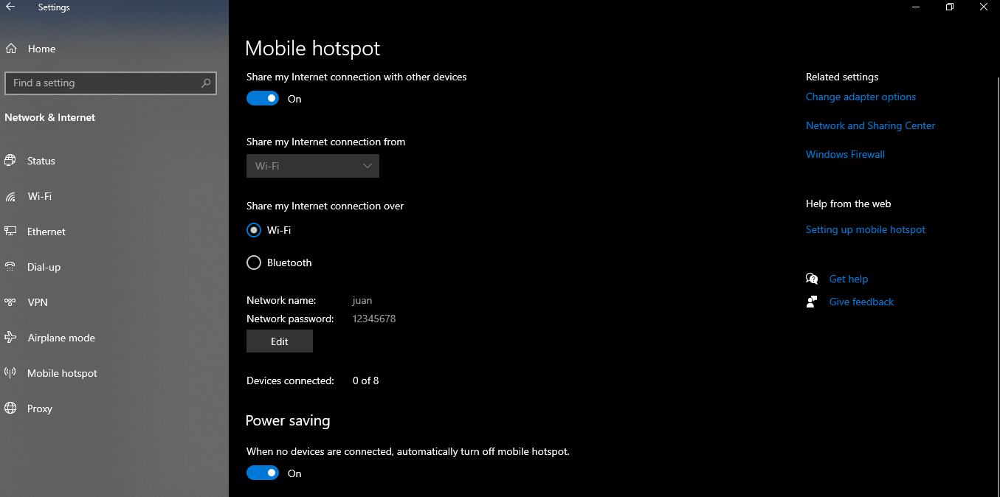 Settings
Home
Find a setting
Network & Internet
Status
Wi-Fi
Ethernet
Dial-up
VPN
Airplane mode
Mobile hotspot
Proxy
Mobile hotspot
Share my Internet connection with other devices
On
Share my Internet connection from
Wi-Fi
Share my Internet connection over
Wi-Fi
Bluetooth
Network name: juan
Network password: 12345678
Edit
Devices connected: 0 of 8
Power saving
When no devices are connected, automatically turn off mobile hotspot.
On
Related settings
Change adapter options
Network and Sharing Center
Windows Firewall
Help from the web
Setting up mobile hotspot
Get help
Give feedback